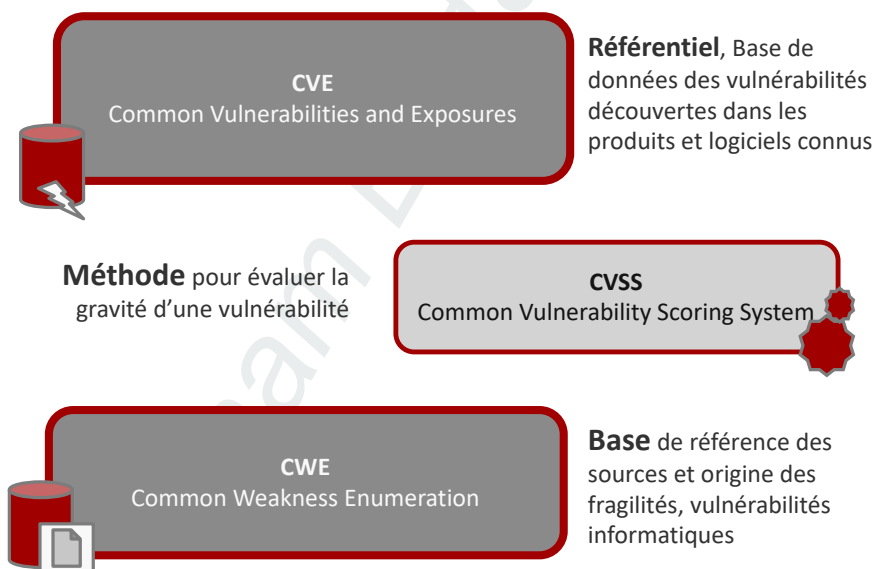 CVE
Common Vulnerabilities and Exposures
Référentiel, Base de
données des vulnérabilités
découvertes dans les
produits et logiciels connus
Méthode pour évaluer la
gravité d’une vulnérabilité
CVSS
Common Vulnerability Scoring System
CWE
Common Weakness Enumeration
Base de référence des
sources et origine des
fragilités, vulnérabilités
informatiques